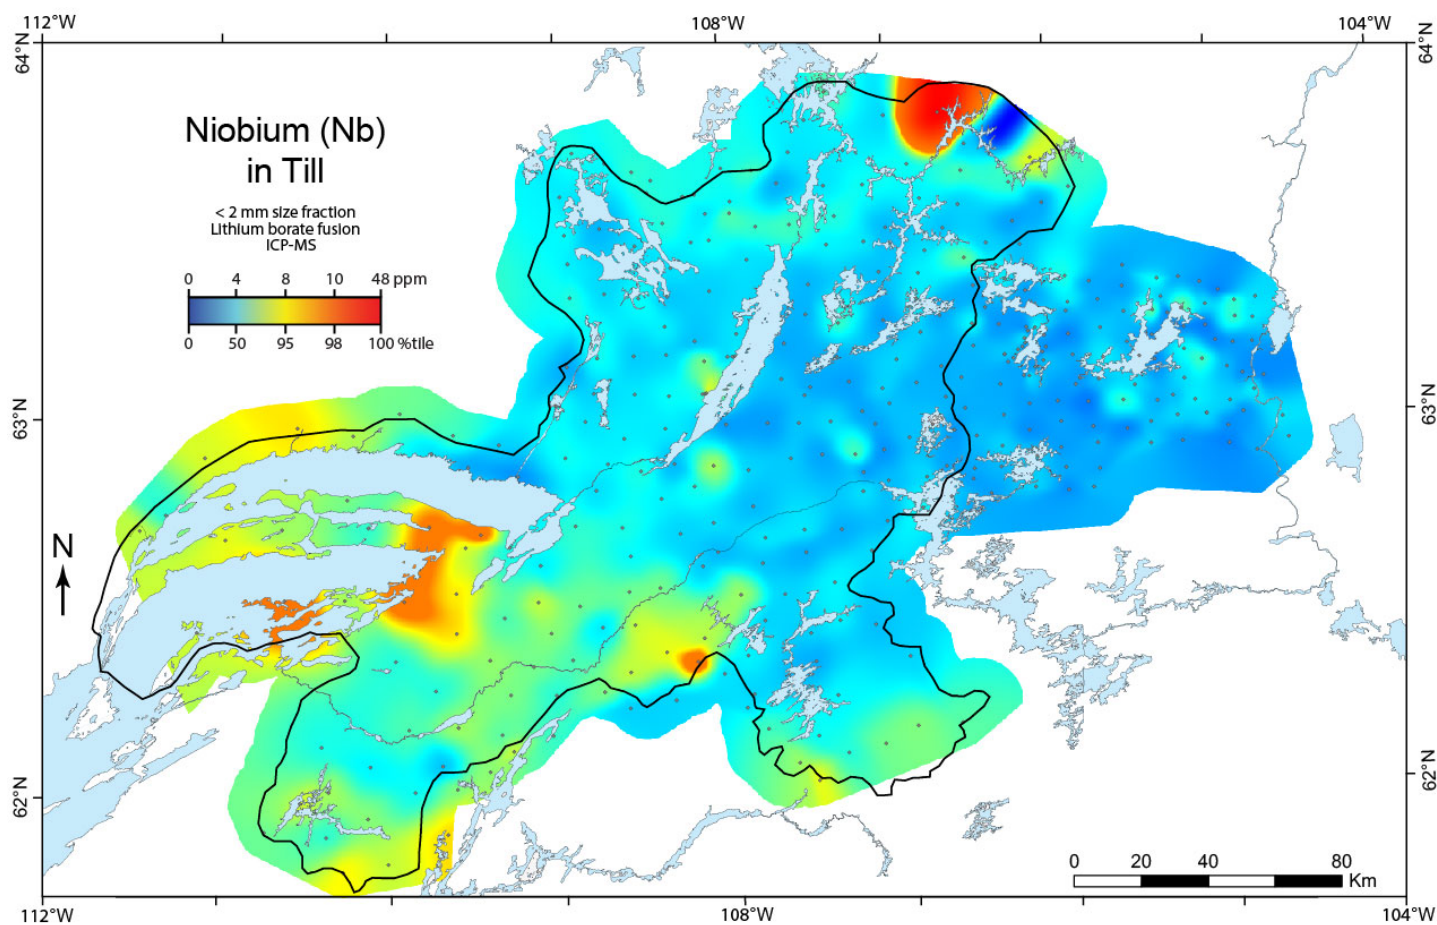 112°W 108°W 104°W
64°N 64°N
Niobium (Nb)
in Till
< 2 mm size fraction
Lithium borate fusion
ICP-MS
0 4 8 10 48 ppm
0 50 95 98 100 %tile
63°N 63°N
N
62°N 62°N
0 20 40 80
Km
112°W 108°W 104°W